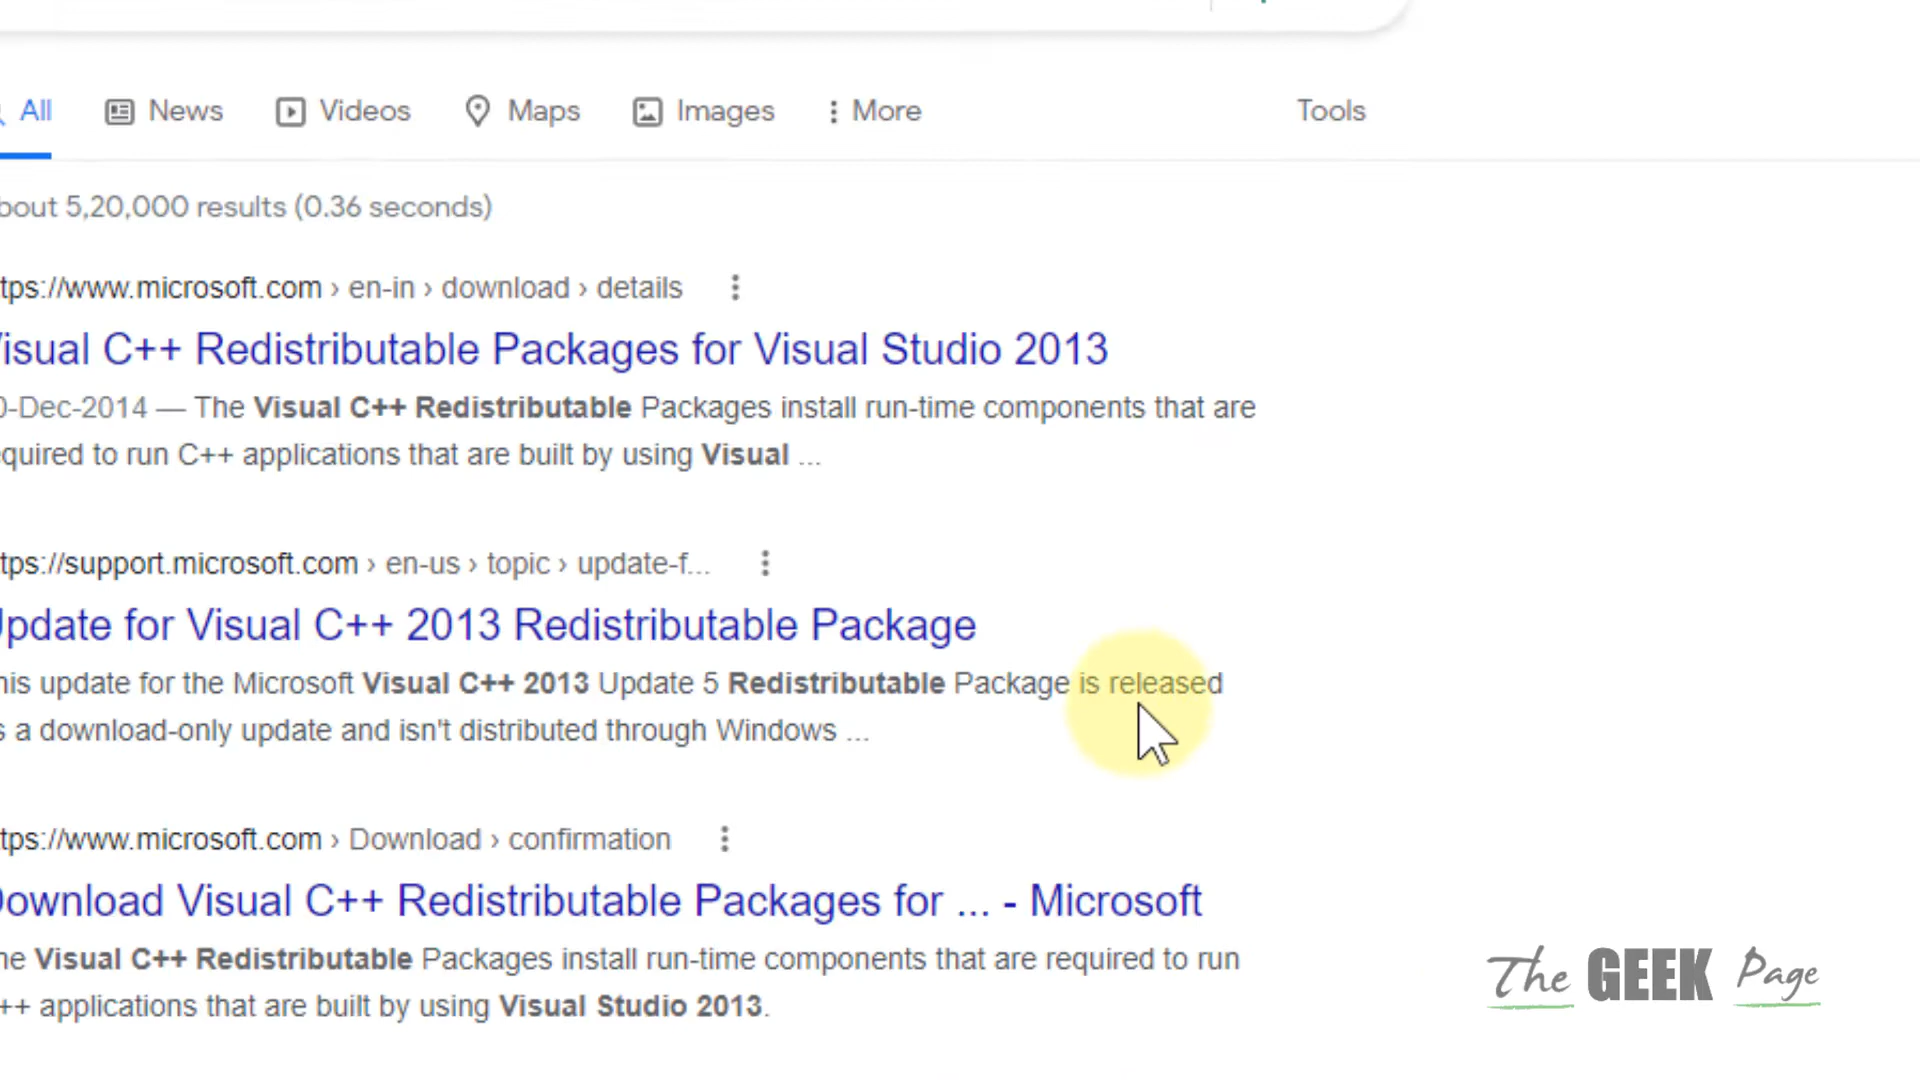 All News Videos Maps Images More Tools
bout 5,20,000 results (0.36 seconds)
tps://www.microsoft.com › en-in › download › details
isual C++ Redistributable Packages for Visual Studio 2013
0-Dec-2014 — The Visual C++ Redistributable Packages install run-time components that are
quired to run C++ applications that are built by using Visual ...
tps://support.microsoft.com › en-us › topic › update-f...
pdate for Visual C++ 2013 Redistributable Package
his update for the Microsoft Visual C++ 2013 Update 5 Redistributable Package is released
s a download-only update and isn't distributed through Windows ...
tps://www.microsoft.com › Download › confirmation
ownload Visual C++ Redistributable Packages for ... - Microsoft
he Visual C++ Redistributable Packages install run-time components that are required to run
++ applications that are built by using Visual Studio 2013.
The GEEK Page